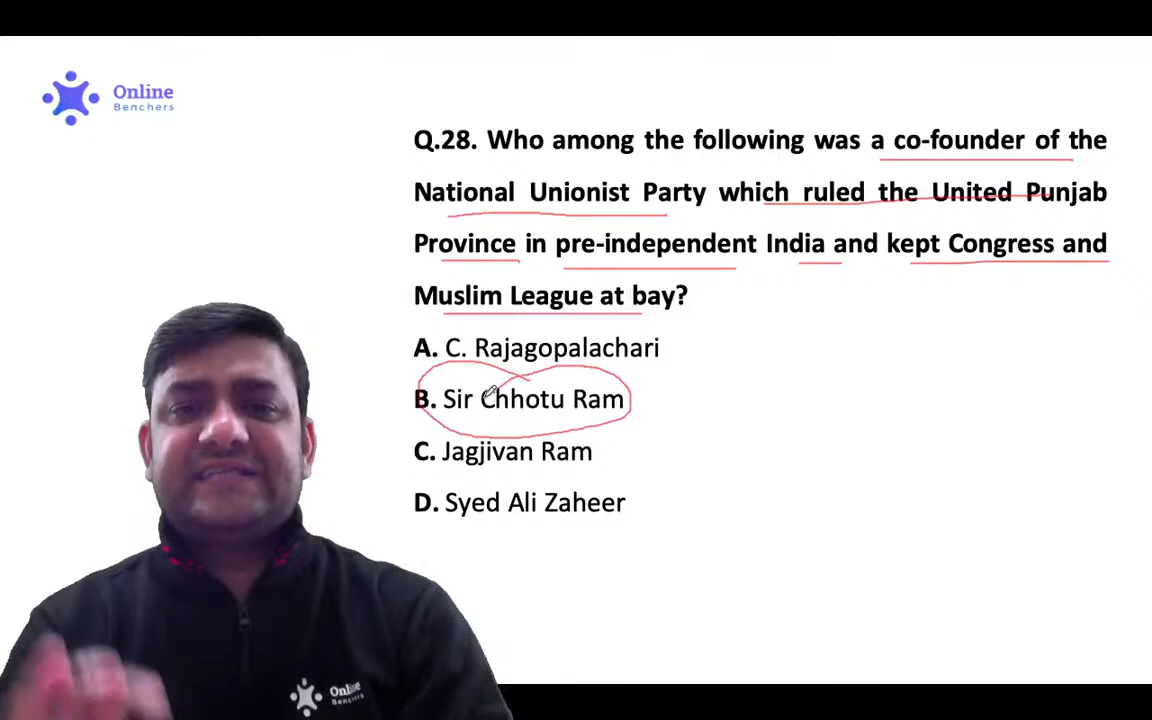 Online
Benchers
Q.28. Who among the following was a co-founder of the
National Unionist Party which ruled the United Punjab
Province in pre-independent India and kept Congress and
Muslim League at bay?
A. C. Rajagopalachari
B. Sir Chhotu Ram
C. Jagjivan Ram
D. Syed Ali Zaheer
Online
Benchers